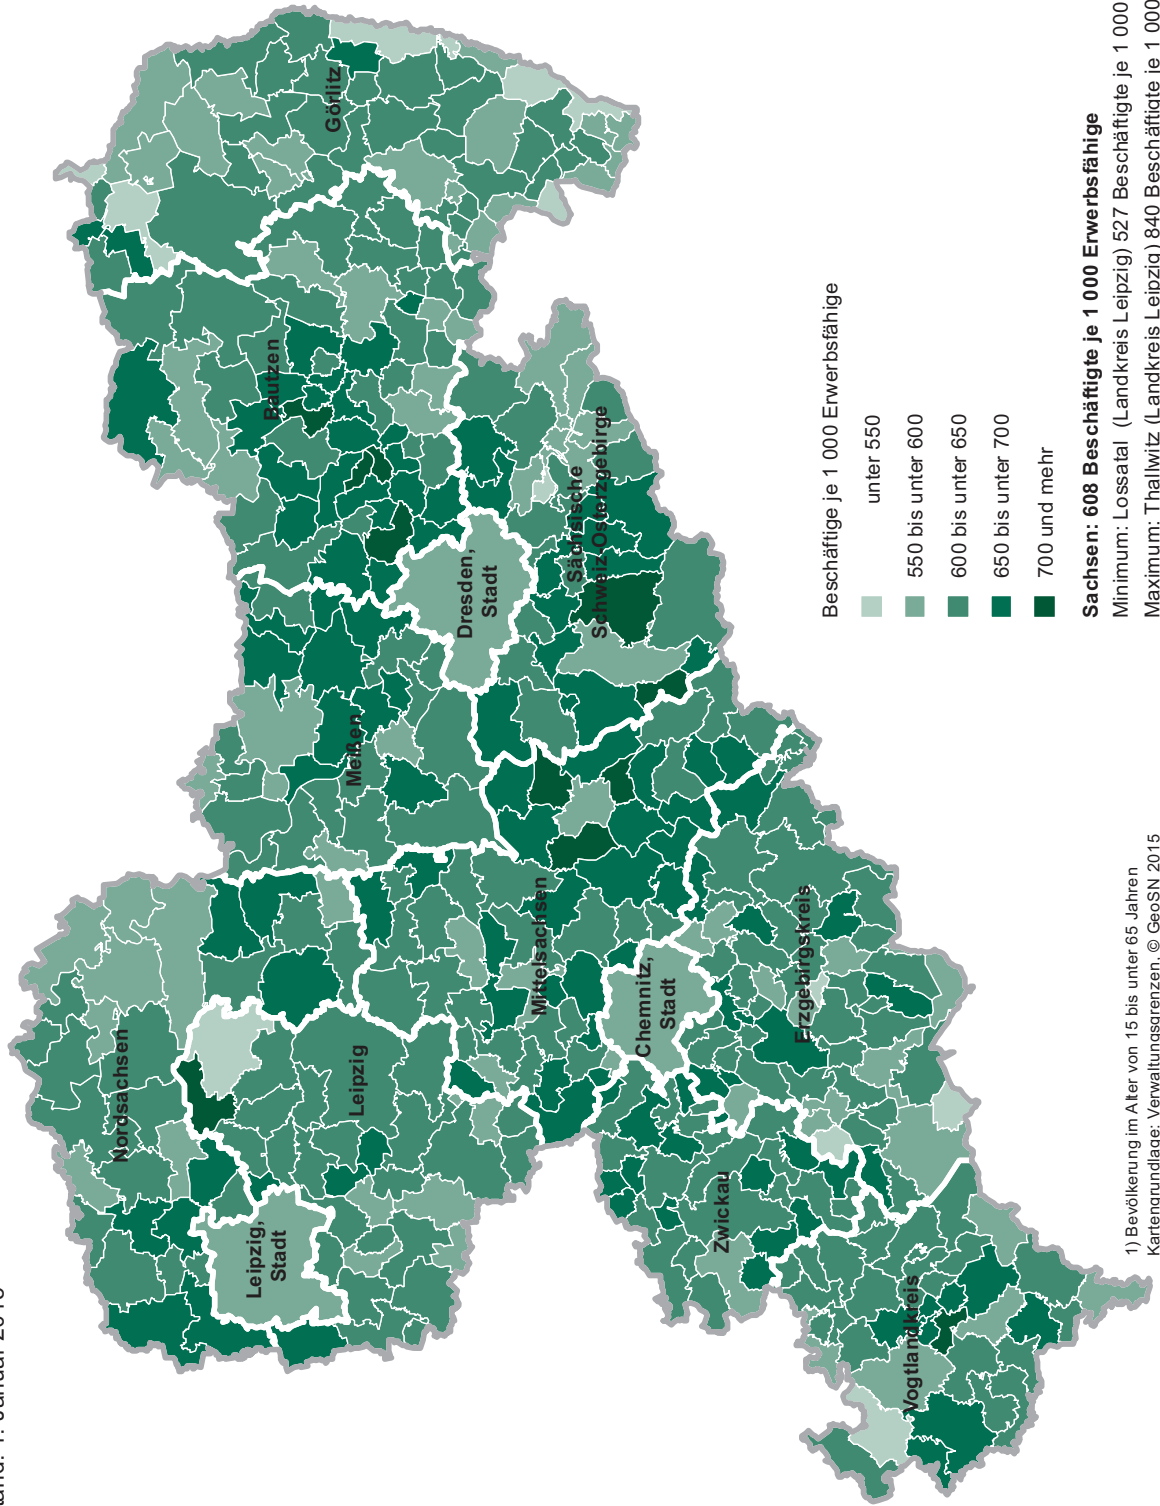 Nordsachsen
Leipzig,
Stadt
Leipzig
Meißen
Bautzen
Görlitz
Dresden,
Stadt
Sächsische
Schweiz-Osterzgebirge
Mittelsachsen
Chemnitz,
Stadt
Erzgebirgskreis
Zwickau
Vogtlandkreis
Beschäftige je 1 000 Erwerbsfähige
unter 550
550 bis unter 600
600 bis unter 650
650 bis unter 700
700 und mehr
Sachsen: 608 Beschäftigte je 1 000 Erwerbsfähige
Minimum: Lossatal (Landkreis Leipzig) 527 Beschäftigte je 1 000
Maximum: Thallwitz (Landkreis Leipzig) 840 Beschäftigte je 1 000
1) Bevölkerung im Alter von 15 bis unter 65 Jahren
Kartengrundlage: Verwaltungsgrenzen, © GeoSN 2015